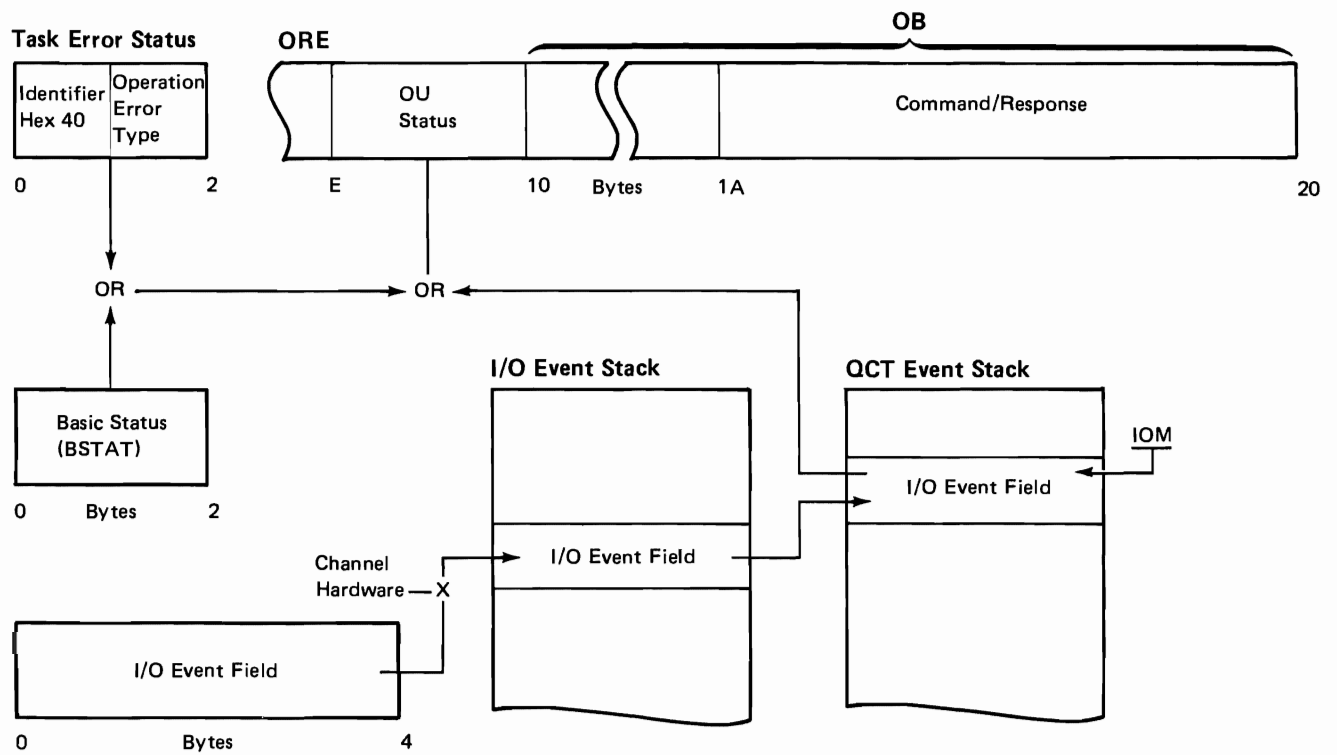 OB
Task Error Status
ORE
Identifier
Hex 40
Operation
Error
Type
OU
Status
Command/Response
0
2
E
10
Bytes
1A
20
OR
OR
I/O Event Stack
QCT Event Stack
Basic Status
(BSTAT)
IOM
I/O Event Field
0
Bytes
2
I/O Event Field
Channel
Hardware
X
I/O Event Field
0
Bytes
4